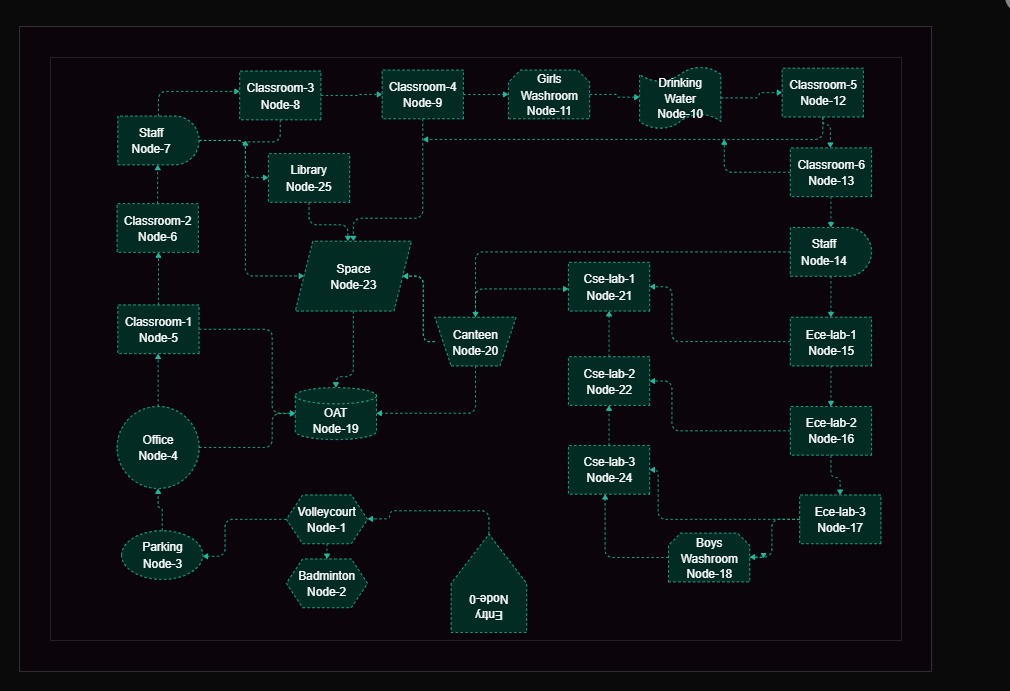 Classroom-3
Node-8
Classroom-4
Node-9
Girls
Washroom
Node-11
Drinking
Water
Node-10
Classroom-5
Node-12
Staff
Node-7
Library
Node-25
Classroom-6
Node-13
Classroom-2
Node-6
Staff
Node-14
Space
Node-23
Cse-lab-1
Node-21
Classroom-1
Node-5
Canteen
Node-20
Ece-lab-1
Node-15
Cse-lab-2
Node-22
OAT
Node-19
Ece-lab-2
Node-16
Office
Node-4
Cse-lab-3
Node-24
Volleycourt
Node-1
Ece-lab-3
Node-17
Parking
Node-3
Boys
Washroom
Node-18
Badminton
Node-2
Entry
Node-0